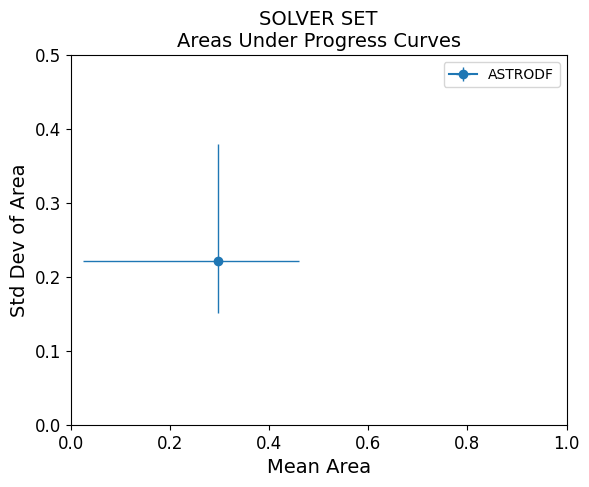 SOLVER SET
Areas Under Progress Curves
ASTRODF
Std Dev of Area
0.5
0.4
0.3
0.2
0.1
0.0
0.0 0.2 0.4 0.6 0.8 1.0
Mean Area